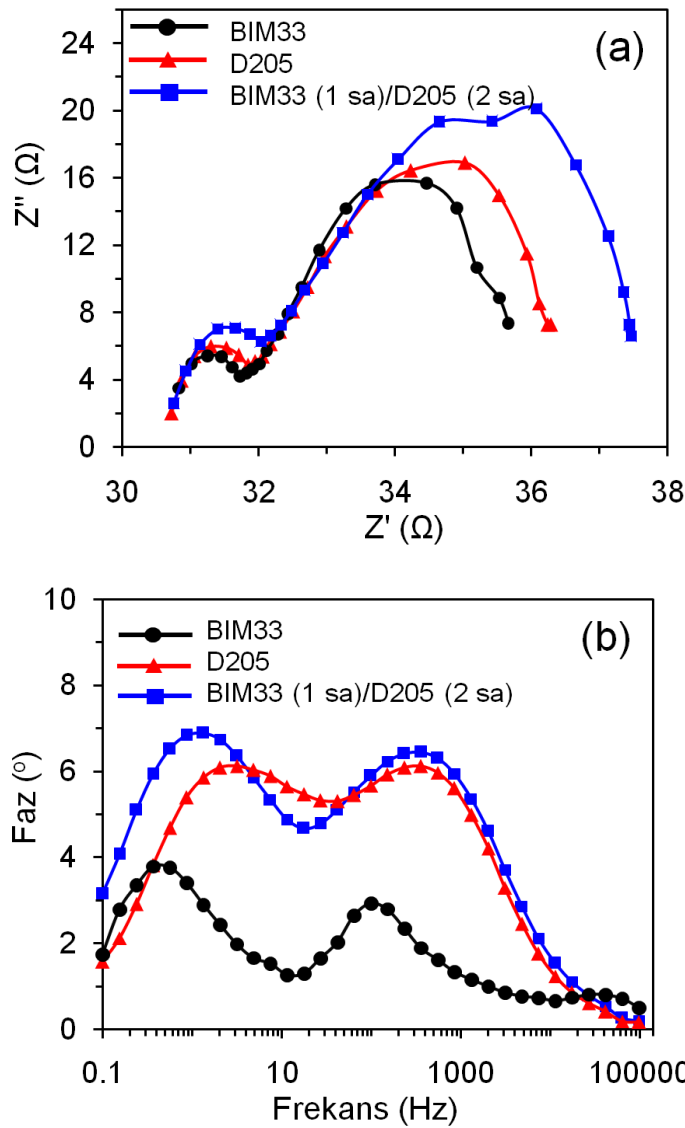 24
20
16
12
8
4
0
Z'' (Ω)
BIM33
D205
BIM33 (1 sa)/D205 (2 sa)
(a)
30 32 34 36 38
Z' (Ω)
10
8
6
4
2
0
Faz (°)
BIM33
D205
BIM33 (1 sa)/D205 (2 sa)
(b)
0.1 10 1000 100000
Frekans (Hz)